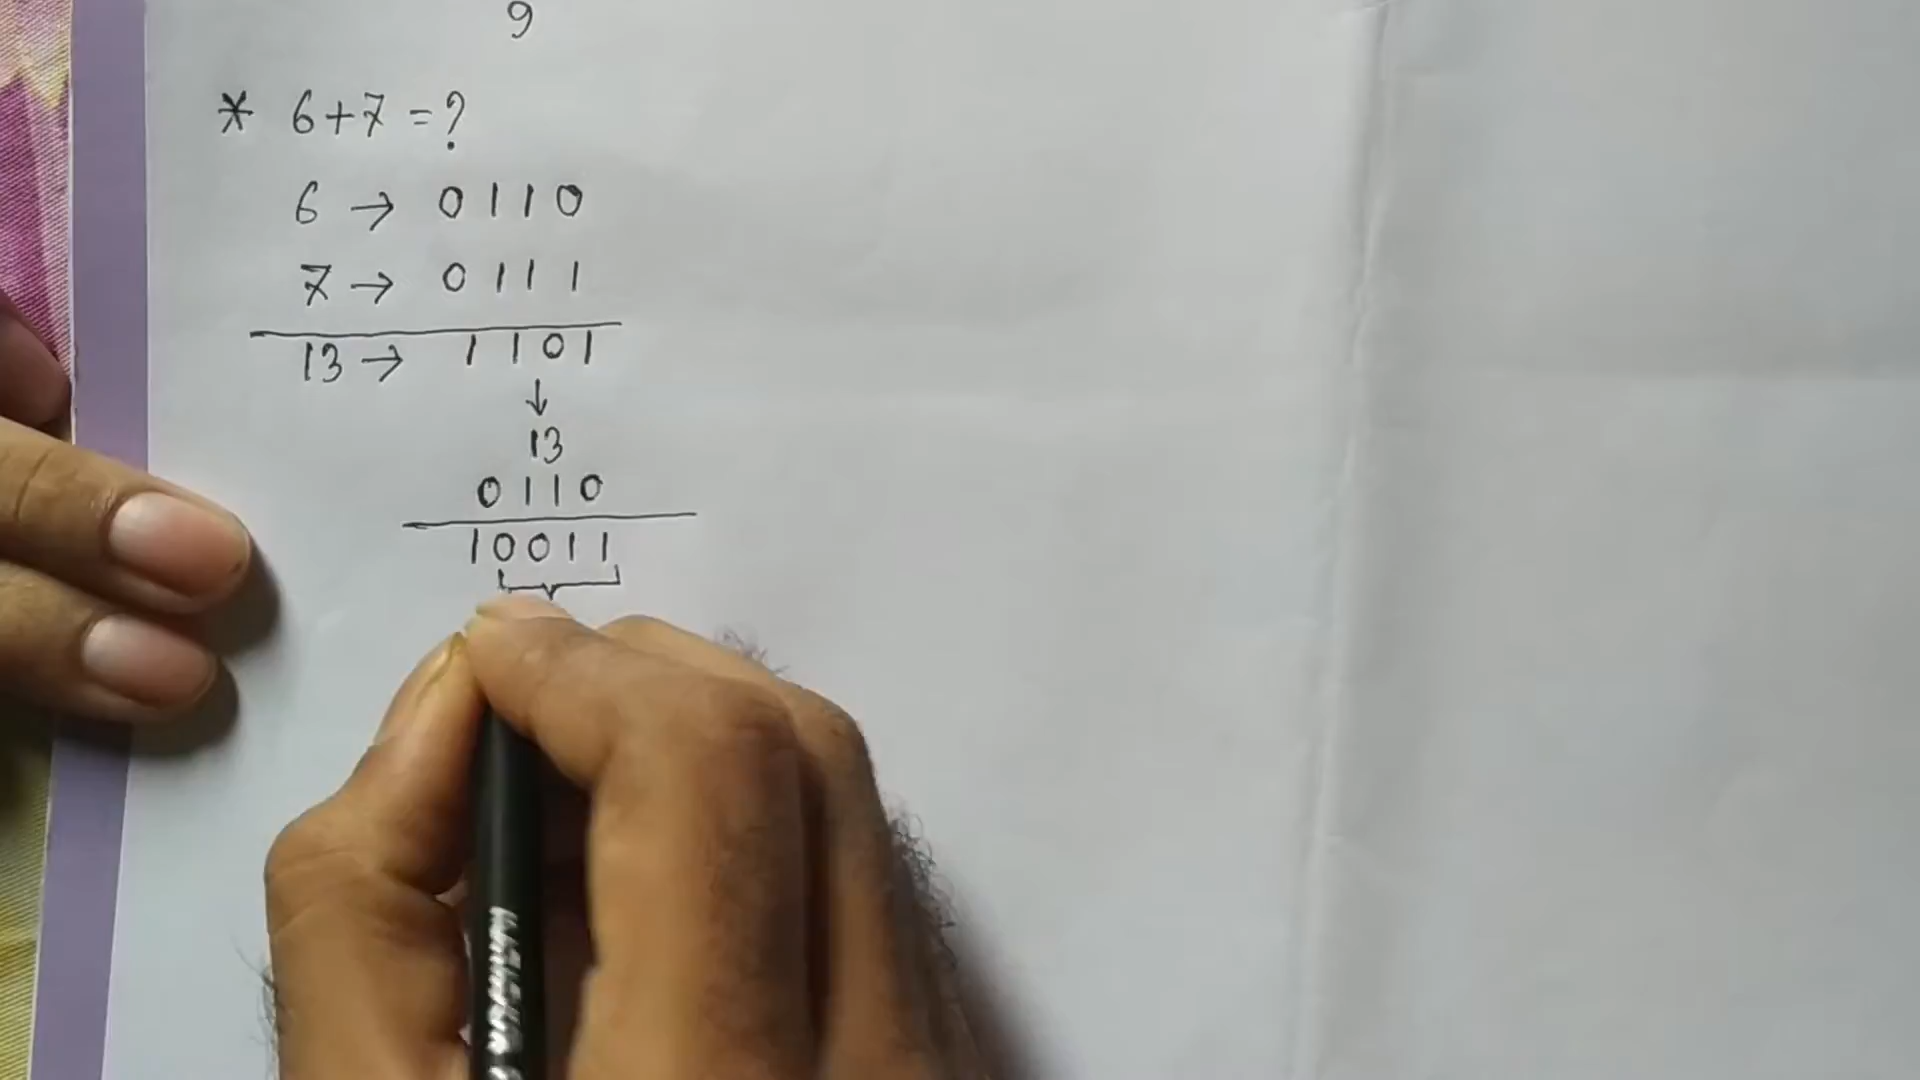 9
* 6+7 = ?
6 → 0110
7 → 0111
13 → 1101
↓
13
0110
10011